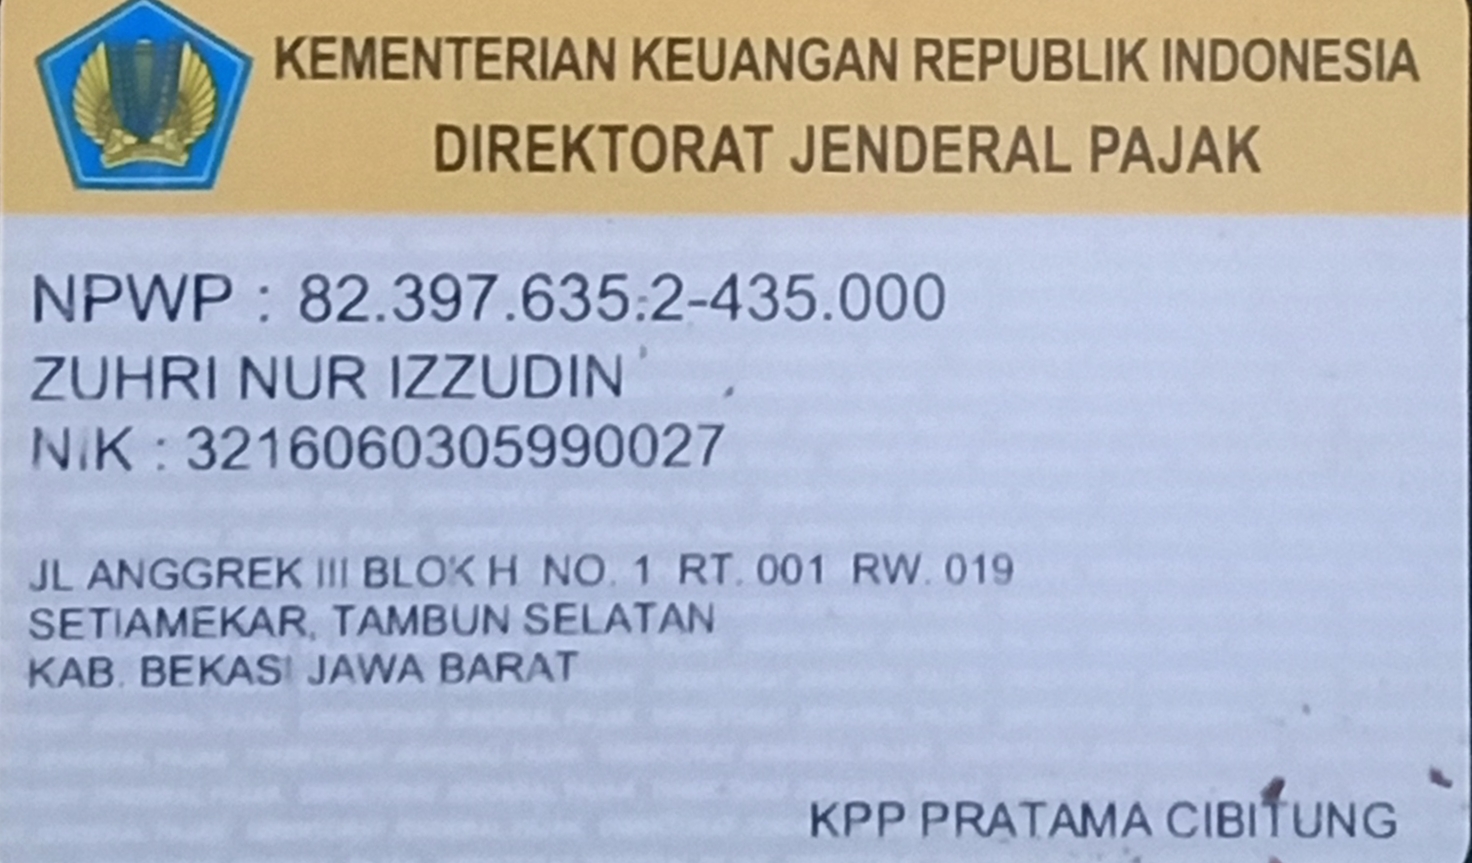 KEMENTERIAN KEUANGAN REPUBLIK INDONESIA
DIREKTORAT JENDERAL PAJAK
NPWP : 82.397.635.2-435.000
ZUHRI NUR IZZUDIN
NIK : 3216060305990027
JL ANGGREK III BLOK H NO. 1 RT. 001 RW. 019
SETIAMEKAR, TAMBUN SELATAN
KAB. BEKASI JAWA BARAT
KPP PRATAMA CIBITUNG